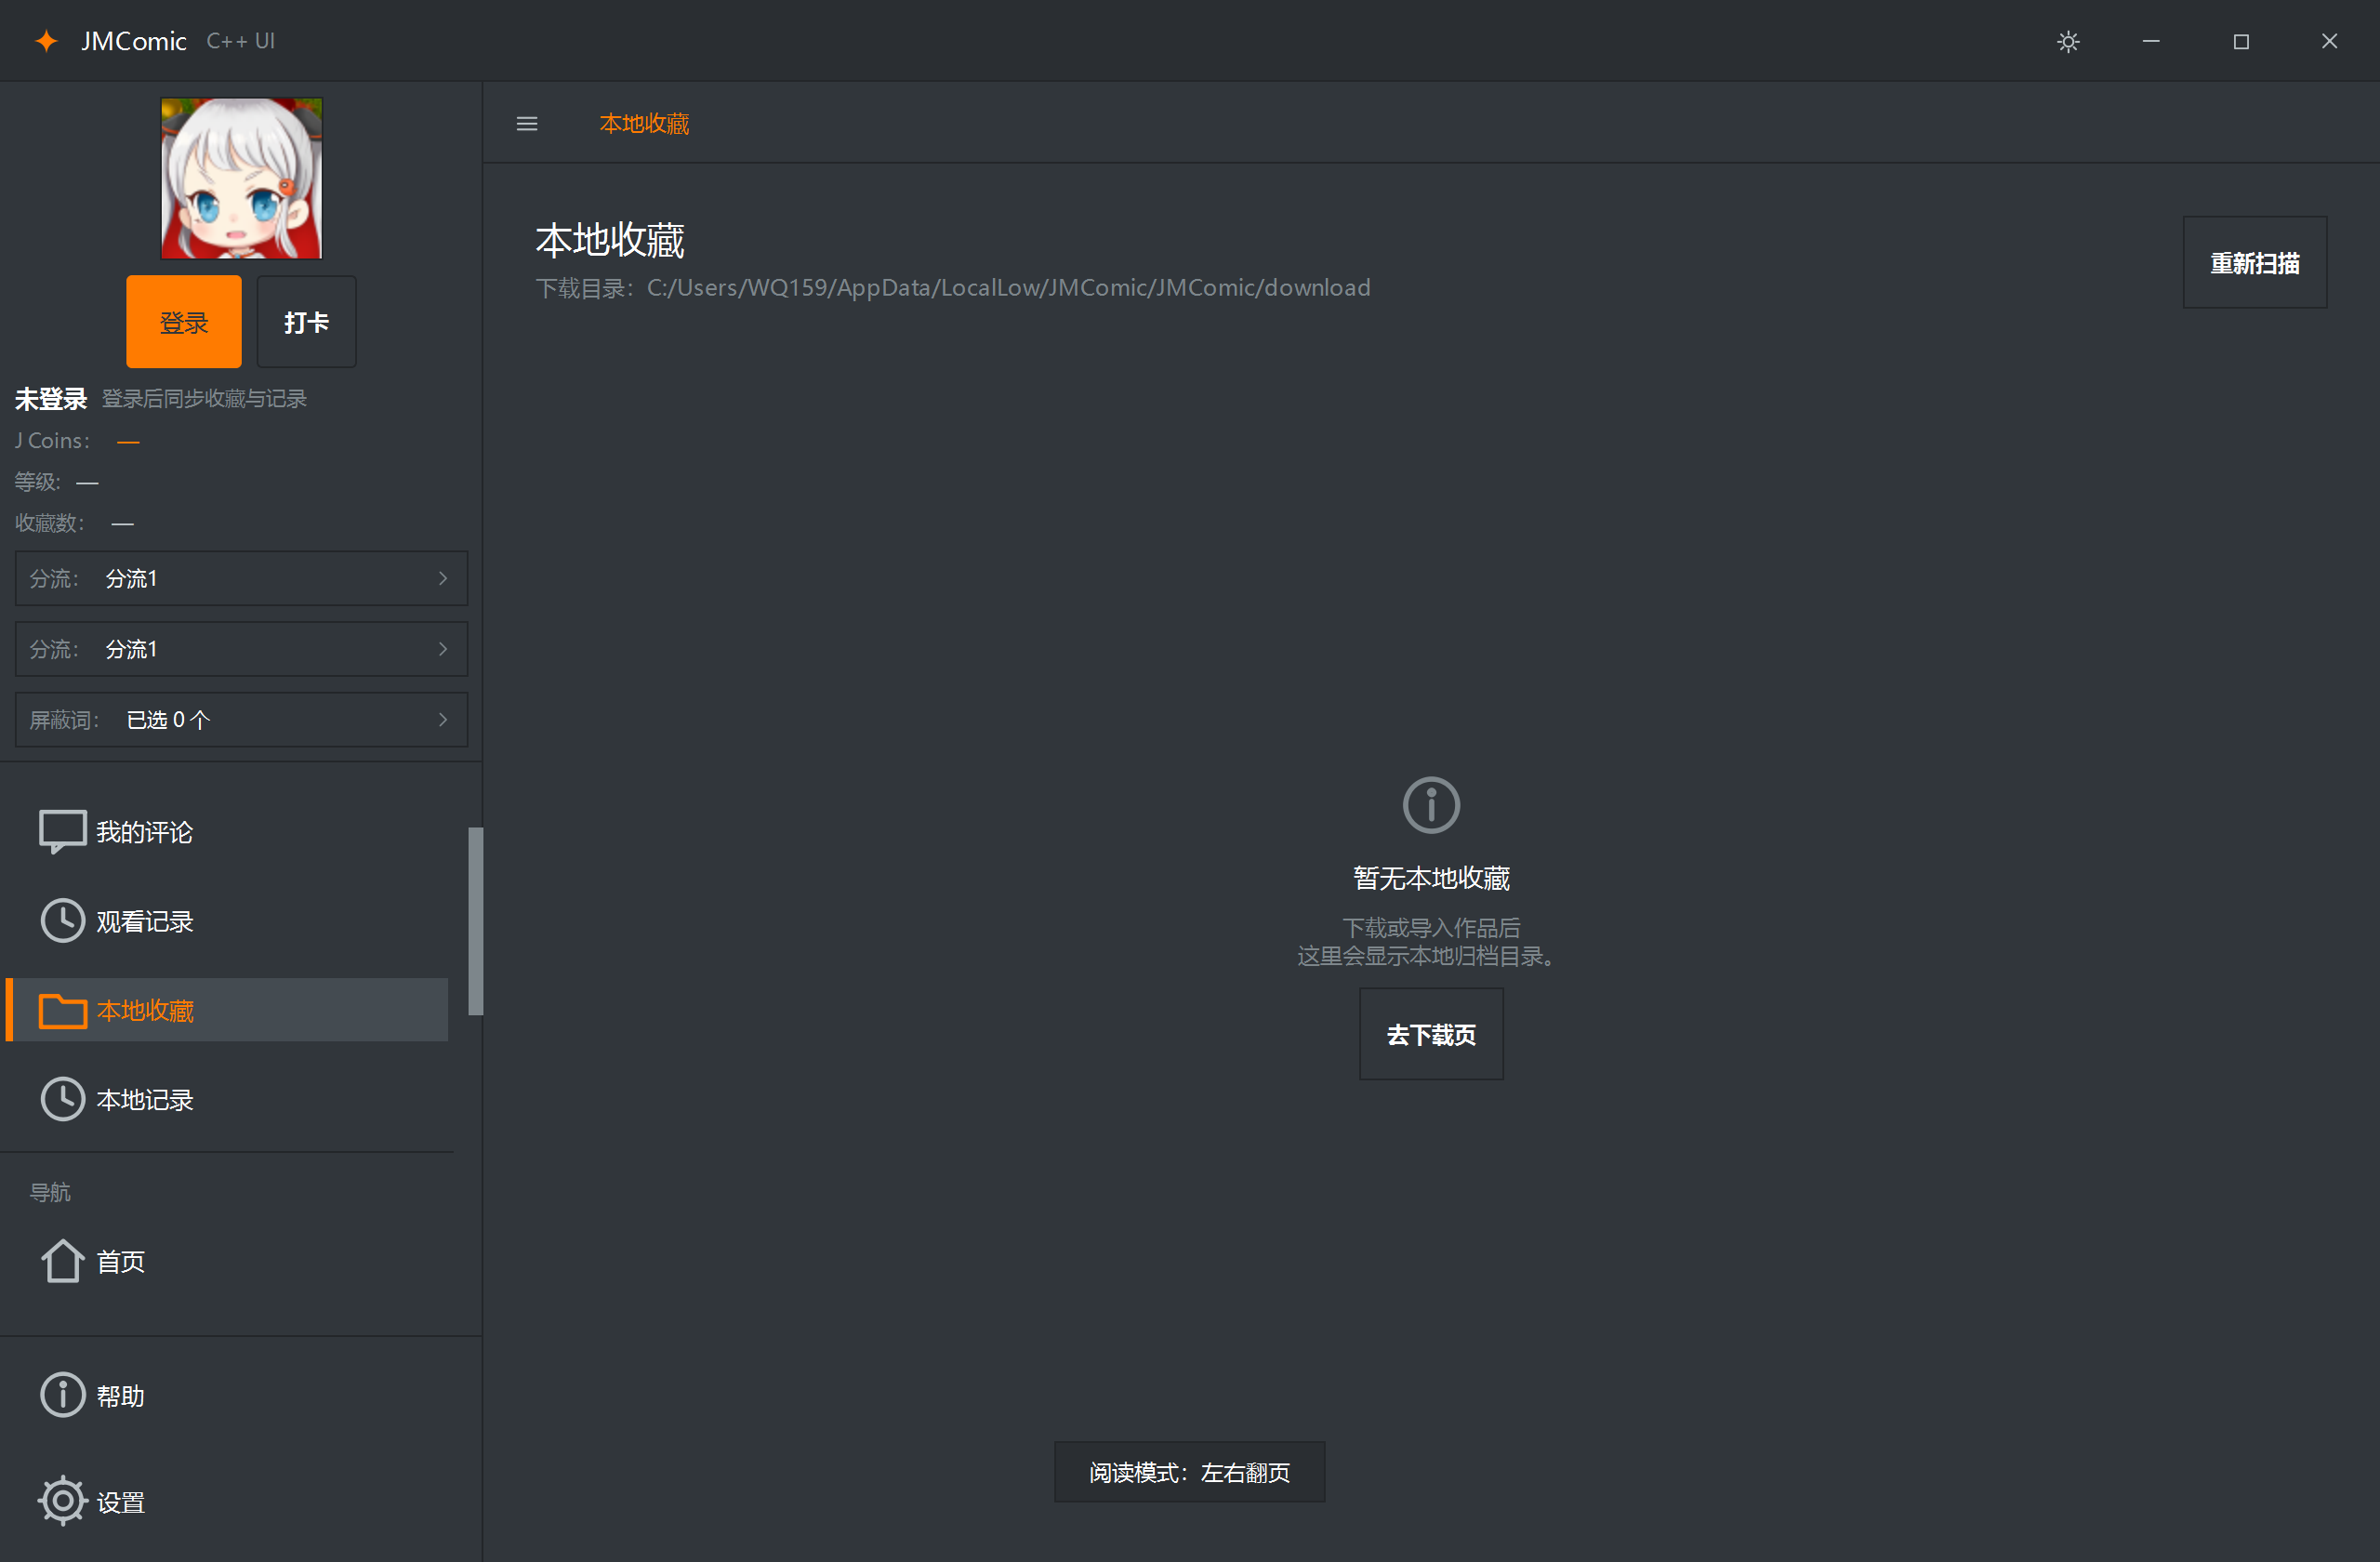 JMComic C++ UI
登录
打卡
未登录 登录后同步收藏与记录
J Coins: —
等级: —
收藏数: —
分流: 分流1
分流: 分流1
屏蔽词: 已选 0 个
我的评论
观看记录
本地收藏
本地记录
导航
首页
帮助
设置
本地收藏
本地收藏
下载目录：C:/Users/WQ159/AppData/LocalLow/JMComic/JMComic/download
重新扫描
暂无本地收藏
下载或导入作品后
这里会显示本地归档目录。
去下载页
阅读模式：左右翻页